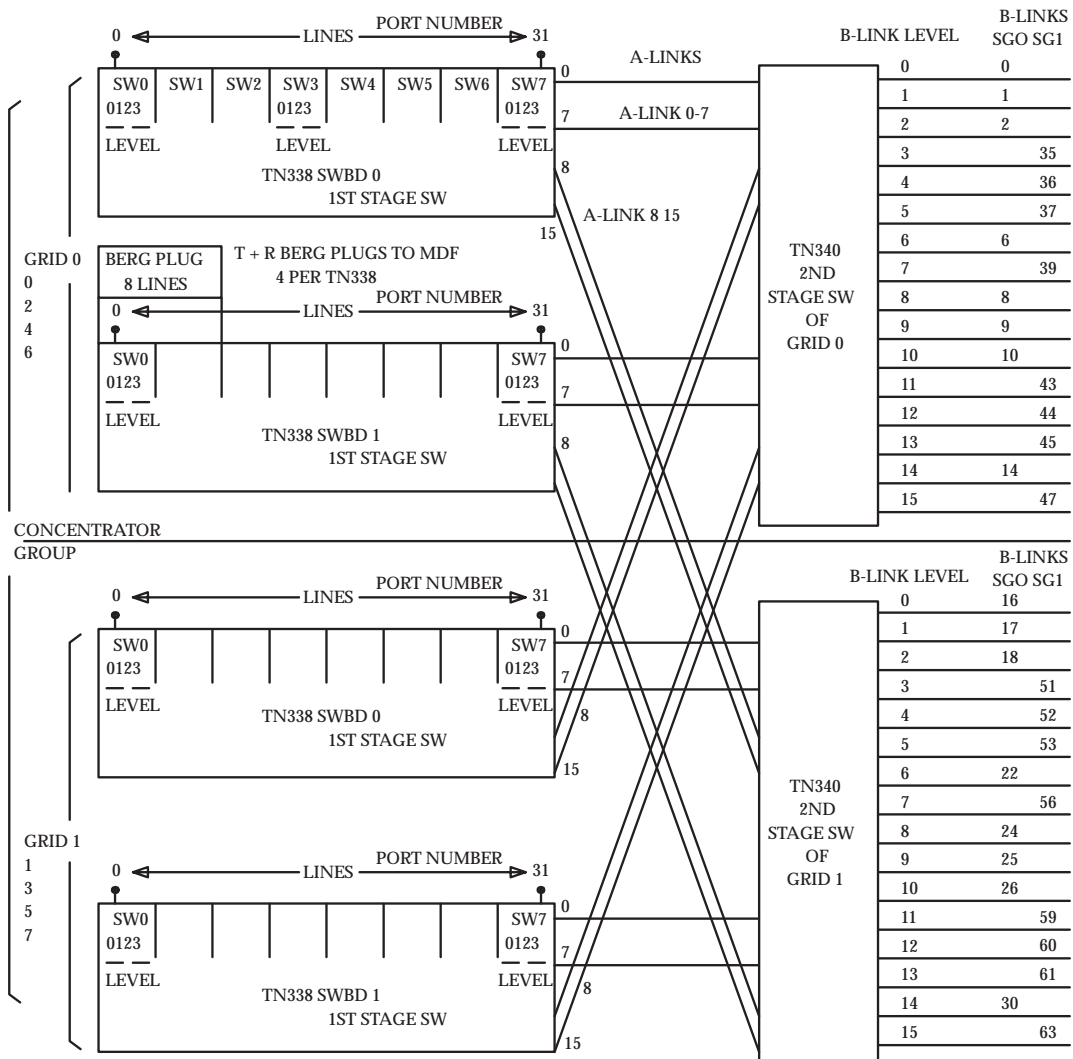 PORT NUMBER
0 LINES 31
B-LINK LEVEL
B-LINKS
SGO SG1
SW0 SW1 SW2 SW3 SW4 SW5 SW6 SW7
0123 0123 0123
LEVEL LEVEL LEVEL
TN338 SWBD 0
1ST STAGE SW
0
7
8
15
A-LINKS
A-LINK 0-7
A-LINK 8 15
GRID 0
0
2
4
6
BERG PLUG
8 LINES
T + R BERG PLUGS TO MDF
4 PER TN338
PORT NUMBER
0 LINES 31
SW0 SW7
0123 0123
LEVEL LEVEL
TN338 SWBD 1
1ST STAGE SW
0
7
8
TN340
2ND
STAGE SW
OF
GRID 0
0 0
1 1
2 2
3 35
4 36
5 37
6 6
7 39
8 8
9 9
10 10
11 43
12 44
13 45
14 14
15 47
CONCENTRATOR
GROUP
PORT NUMBER
0 LINES 31
SW0 SW7
0123 0123
LEVEL LEVEL
TN338 SWBD 0
1ST STAGE SW
0
7
8
15
GRID 1
1
3
5
7
PORT NUMBER
0 LINES 31
SW0 SW7
0123 0123
LEVEL LEVEL
TN338 SWBD 1
1ST STAGE SW
0
7
8
15
TN340
2ND
STAGE SW
OF
GRID 1
B-LINK LEVEL
B-LINKS
SGO SG1
0 16
1 17
2 18
3 51
4 52
5 53
6 22
7 56
8 24
9 25
10 26
11 59
12 60
13 61
14 30
15 63